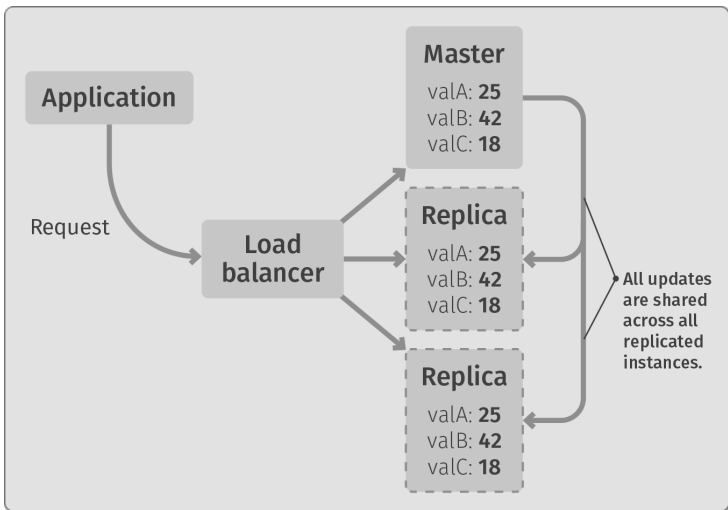 Application
Request
Load
balancer
Master
valA: 25
valB: 42
valC: 18
Replica
valA: 25
valB: 42
valC: 18
Replica
valA: 25
valB: 42
valC: 18
All updates
are shared
across all
replicated
instances.